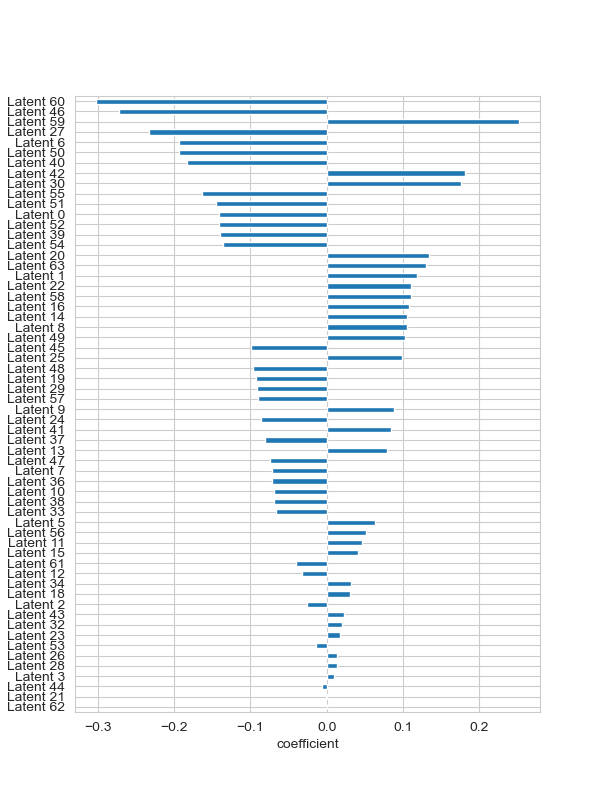 Latent 60
Latent 46
Latent 59
Latent 27
Latent 6
Latent 50
Latent 40
Latent 42
Latent 30
Latent 55
Latent 51
Latent 0
Latent 52
Latent 39
Latent 54
Latent 20
Latent 63
Latent 1
Latent 22
Latent 58
Latent 16
Latent 14
Latent 8
Latent 49
Latent 45
Latent 25
Latent 48
Latent 19
Latent 29
Latent 57
Latent 9
Latent 24
Latent 41
Latent 37
Latent 13
Latent 47
Latent 7
Latent 36
Latent 10
Latent 38
Latent 33
Latent 5
Latent 56
Latent 11
Latent 15
Latent 61
Latent 12
Latent 34
Latent 18
Latent 2
Latent 43
Latent 32
Latent 23
Latent 53
Latent 26
Latent 28
Latent 3
Latent 44
Latent 21
Latent 62
−0.3 −0.2 −0.1 0.0 0.1 0.2
coefficient